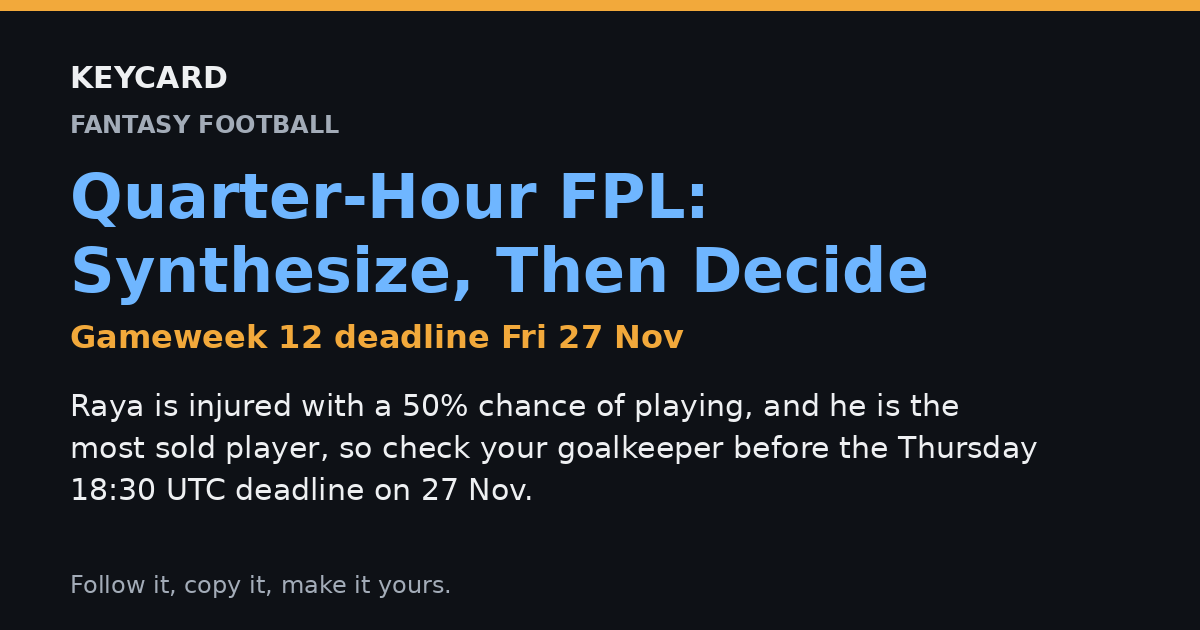 KEYCARD
FANTASY FOOTBALL
Quarter-Hour FPL:
Synthesize, Then Decide
Gameweek 12 deadline Fri 27 Nov
Raya is injured with a 50% chance of playing, and he is the
most sold player, so check your goalkeeper before the Thursday
18:30 UTC deadline on 27 Nov.
Follow it, copy it, make it yours.